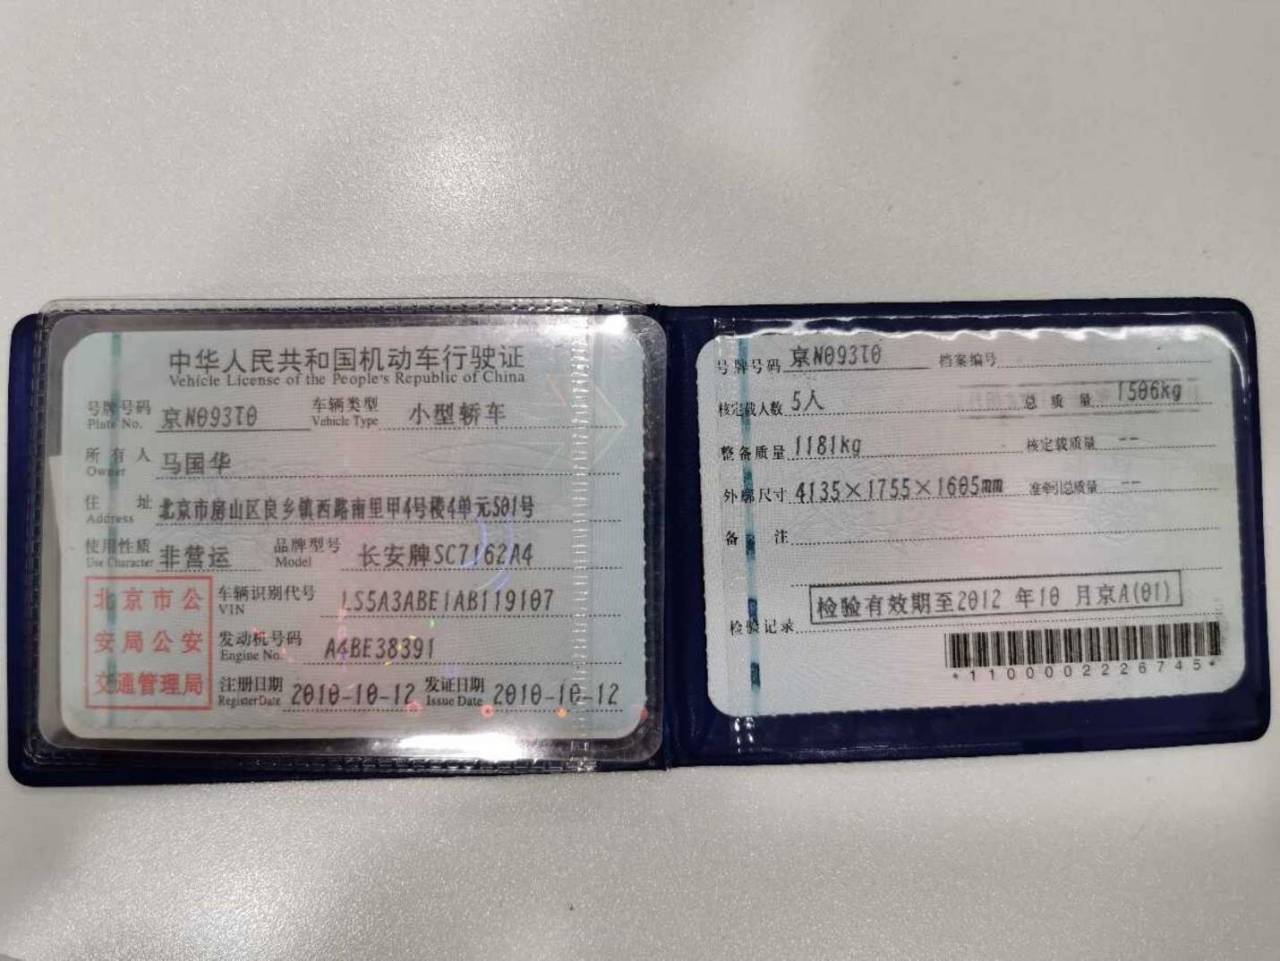 中华人民共和国机动车行驶证
Vehicle License of the People's Republic of China
号牌号码 京N093T0 车辆类型 小型轿车
Plate No. Vehicle Type
所有人 马国华
Owner
住址 北京市房山区良乡镇西路南里甲4号楼4单元501号
Address
使用性质 非营运 品牌型号 长安牌SC7162A4
Use Character Model
北京市公
安局公安
交通管理局
车辆识别代号 LS5A3ABE1AB119107
VIN
发动机号码 A4BE38391
Engine No.
注册日期 2010-10-12 发证日期 2010-10-12
Register Date Issue Date
号牌号码 京N093T0 档案编号
核定载人数 5人 总质量 1506kg
整备质量 1181kg 核定载质量 --
外廓尺寸 4135×1755×1605mm 准牵引总质量 --
备注
检验有效期至2012 年10 月京A(01)
检验记录
*1100002226745*